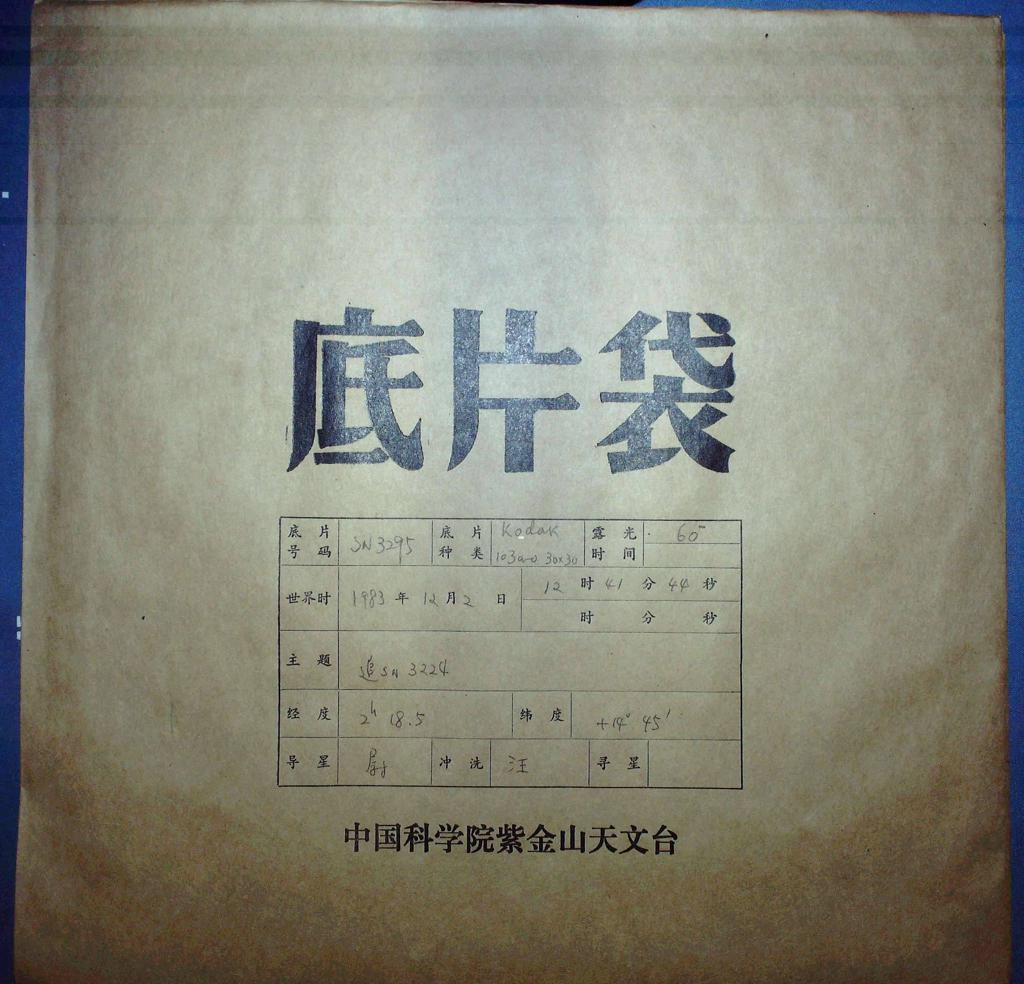 底片袋
底片号码 SN3295 底片种类 Kodak 103a-o 30×30 露光时间 60
世界时 1983年12月2日 12时41分44秒
时 分 秒
主题 追SN 3224
经度 2h 18.5 纬度 +14° 45'
导星 冲洗 汪 寻星
中国科学院紫金山天文台